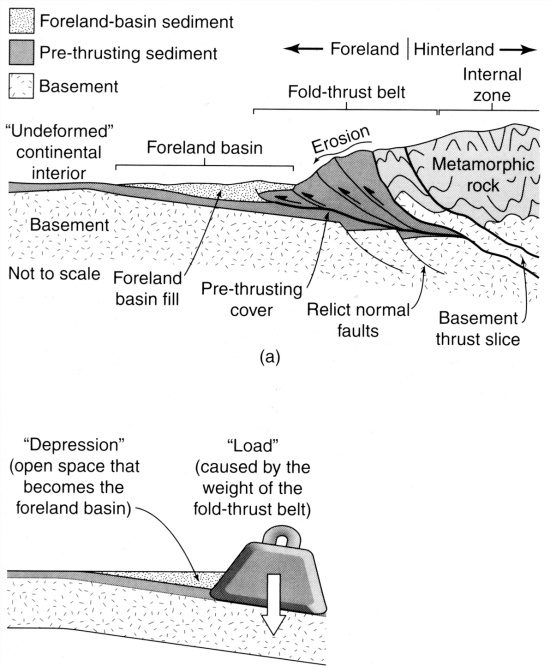 Foreland-basin sediment
Pre-thrusting sediment
Basement
Foreland | Hinterland
Internal
zone
Fold-thrust belt
"Undeformed"
continental
interior
Foreland basin
Erosion
Metamorphic
rock
Basement
Not to scale
Foreland
basin fill
Pre-thrusting
cover
Relict normal
faults
Basement
thrust slice
(a)
"Depression"
(open space that
becomes the
foreland basin)
"Load"
(caused by the
weight of the
fold-thrust belt)